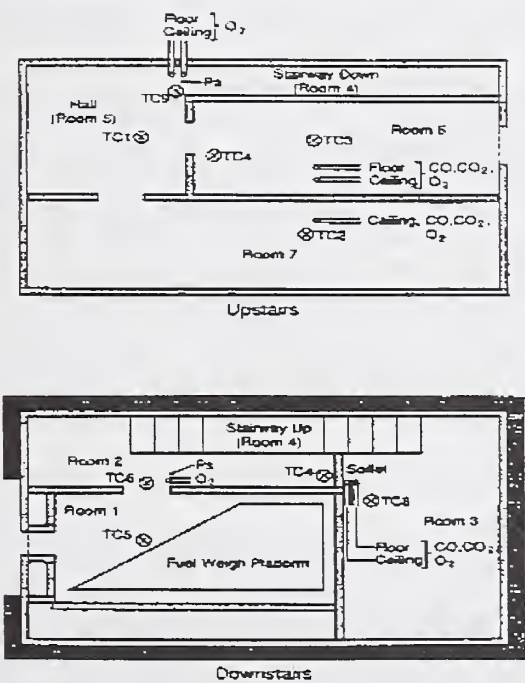 Floor
Ceiling ] O₂
Stairway Down
(Room 4)
Ps
TC9
Hall
(Room 5)
TC1
TC3
Room 6
TC4
Floor
Ceiling ] CO,CO₂,
O₂
Ceiling, CO,CO₂,
O₂
TC2
Room 7
Upstairs
Stairway Up
(Room 4)
Room 2
Ps
O₂
TC6
TC4
Soffit
Room 1
TC8
Room 3
TC5
Fuel Weigh Platform
Floor
Ceiling ] CO,CO₂,
O₂
Downstairs